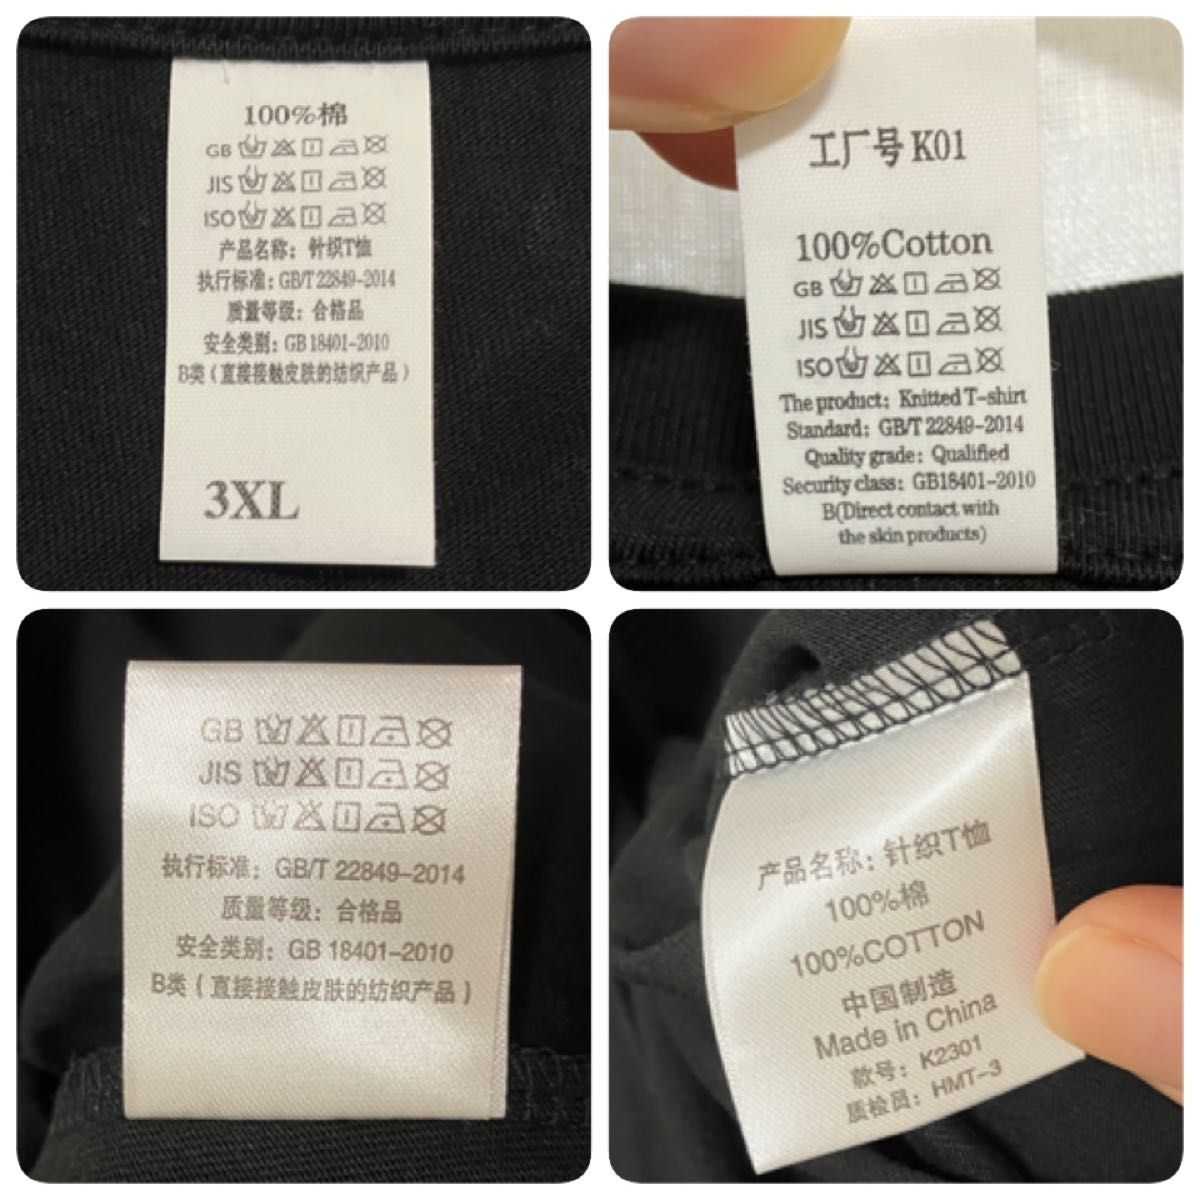 100%棉
GB
JIS
ISO
产品名称：针织T恤
执行标准：GB/T 22849-2014
质量等级：合格品
安全类别：GB 18401-2010
B类（直接接触皮肤的纺织产品）
3XL
工厂号 K01
100%Cotton
GB
JIS
ISO
The product: Knitted T-shirt
Standard: GB/T 22849-2014
Quality grade: Qualified
Security class: GB18401-2010
B(Direct contact with
the skin products)
GB
JIS
ISO
执行标准：GB/T 22849-2014
质量等级：合格品
安全类别：GB 18401-2010
B类（直接接触皮肤的纺织产品）
产品名称：针织T恤
100%棉
100%COTTON
中国制造
Made in China
款号：K2301
质检员：HMT-3